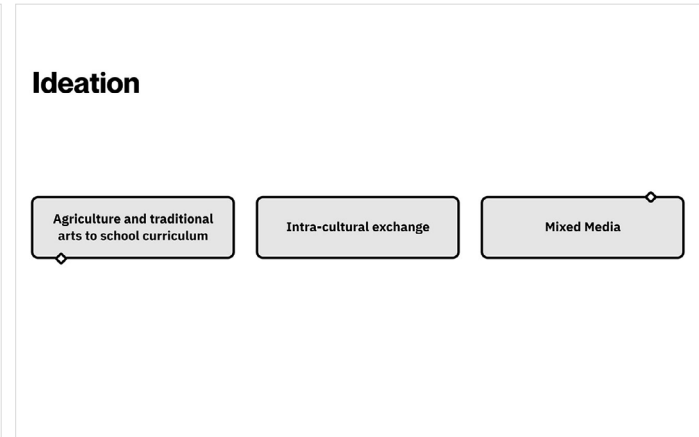 Ideation
Agriculture and traditional
arts to school curriculum
Intra-cultural exchange
Mixed Media